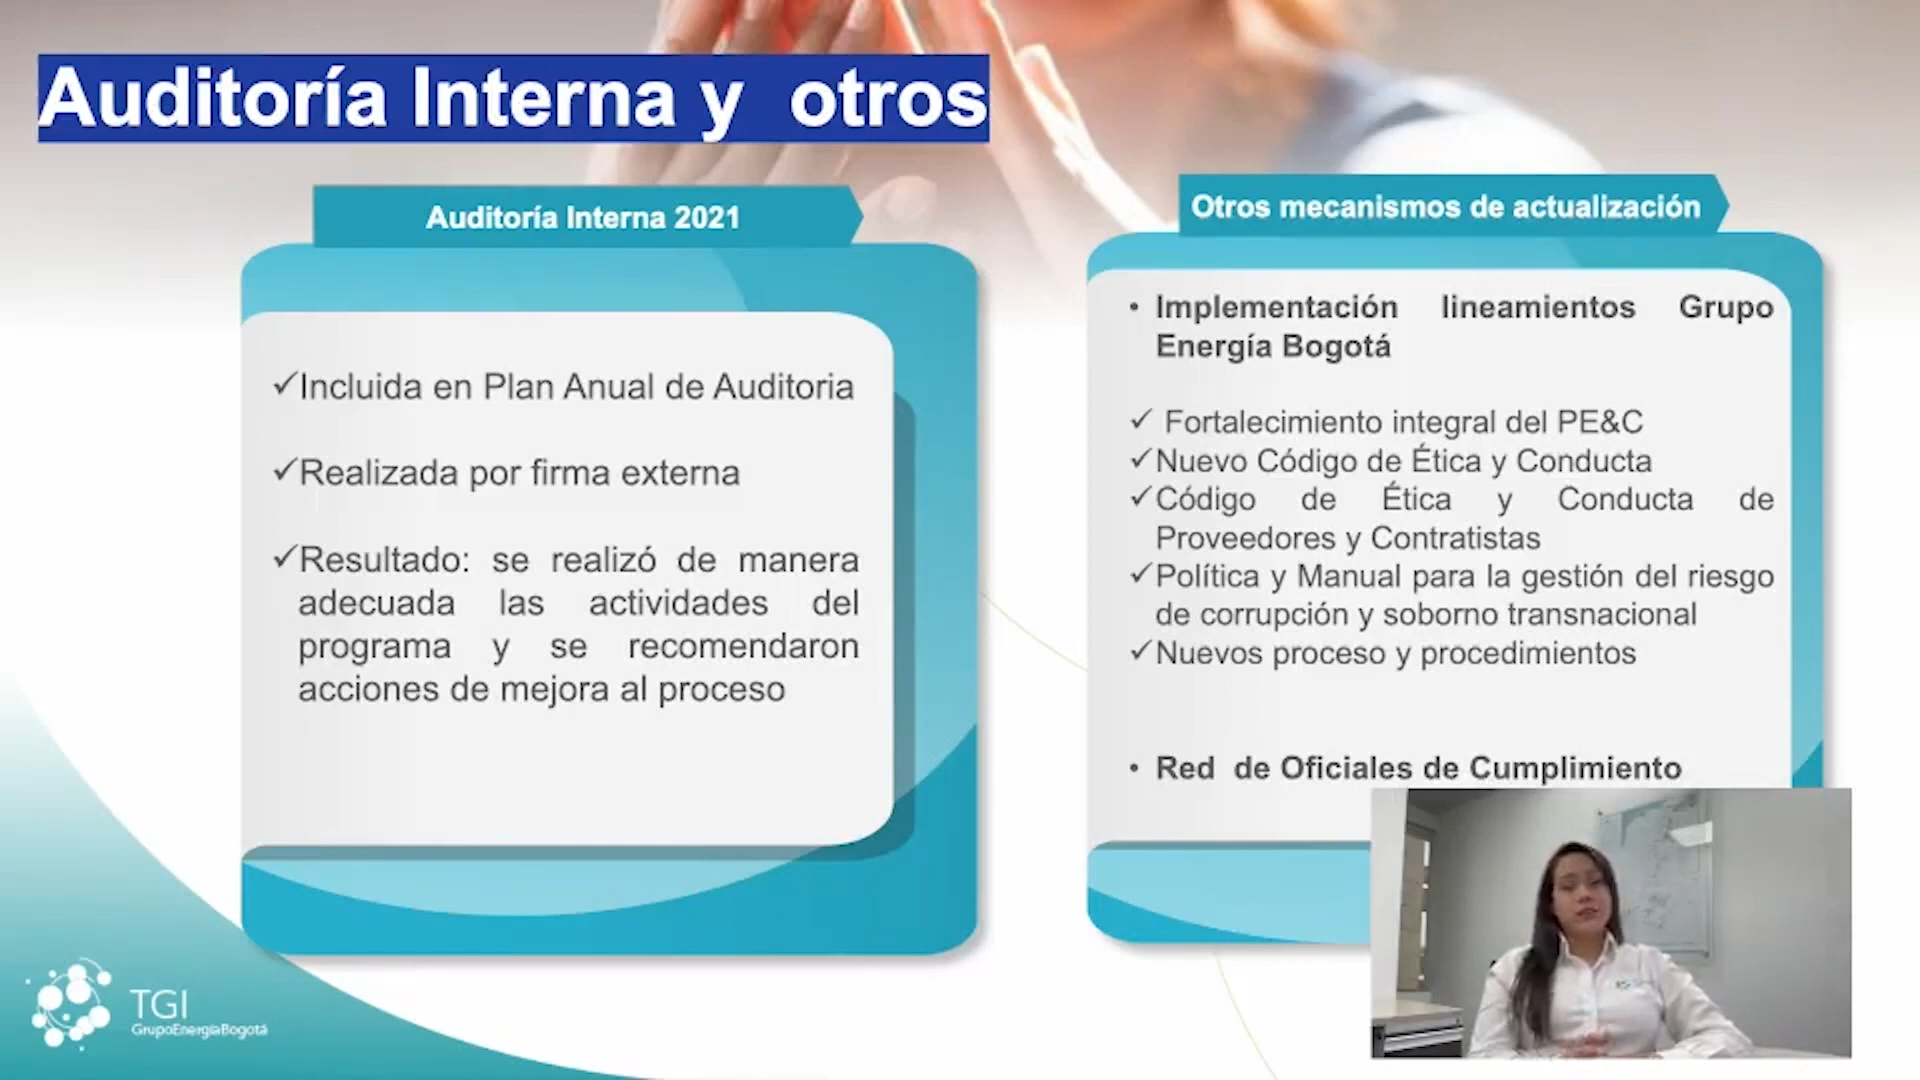 Auditoría Interna y  otros
Auditoría Interna 2021
✓Incluida en Plan Anual de Auditoria
✓Realizada por firma externa
✓Resultado: se realizó de manera
adecuada las actividades del
programa y se recomendaron
acciones de mejora al proceso
Otros mecanismos de actualización
• Implementación lineamientos Grupo
Energía Bogotá
✓ Fortalecimiento integral del PE&C
✓Nuevo Código de Ética y Conducta
✓Código de Ética y Conducta de
Proveedores y Contratistas
✓Política y Manual para la gestión del riesgo
de corrupción y soborno transnacional
✓Nuevos proceso y procedimientos
• Red  de Oficiales de Cumplimiento
TGI
GrupoEnergíaBogotá